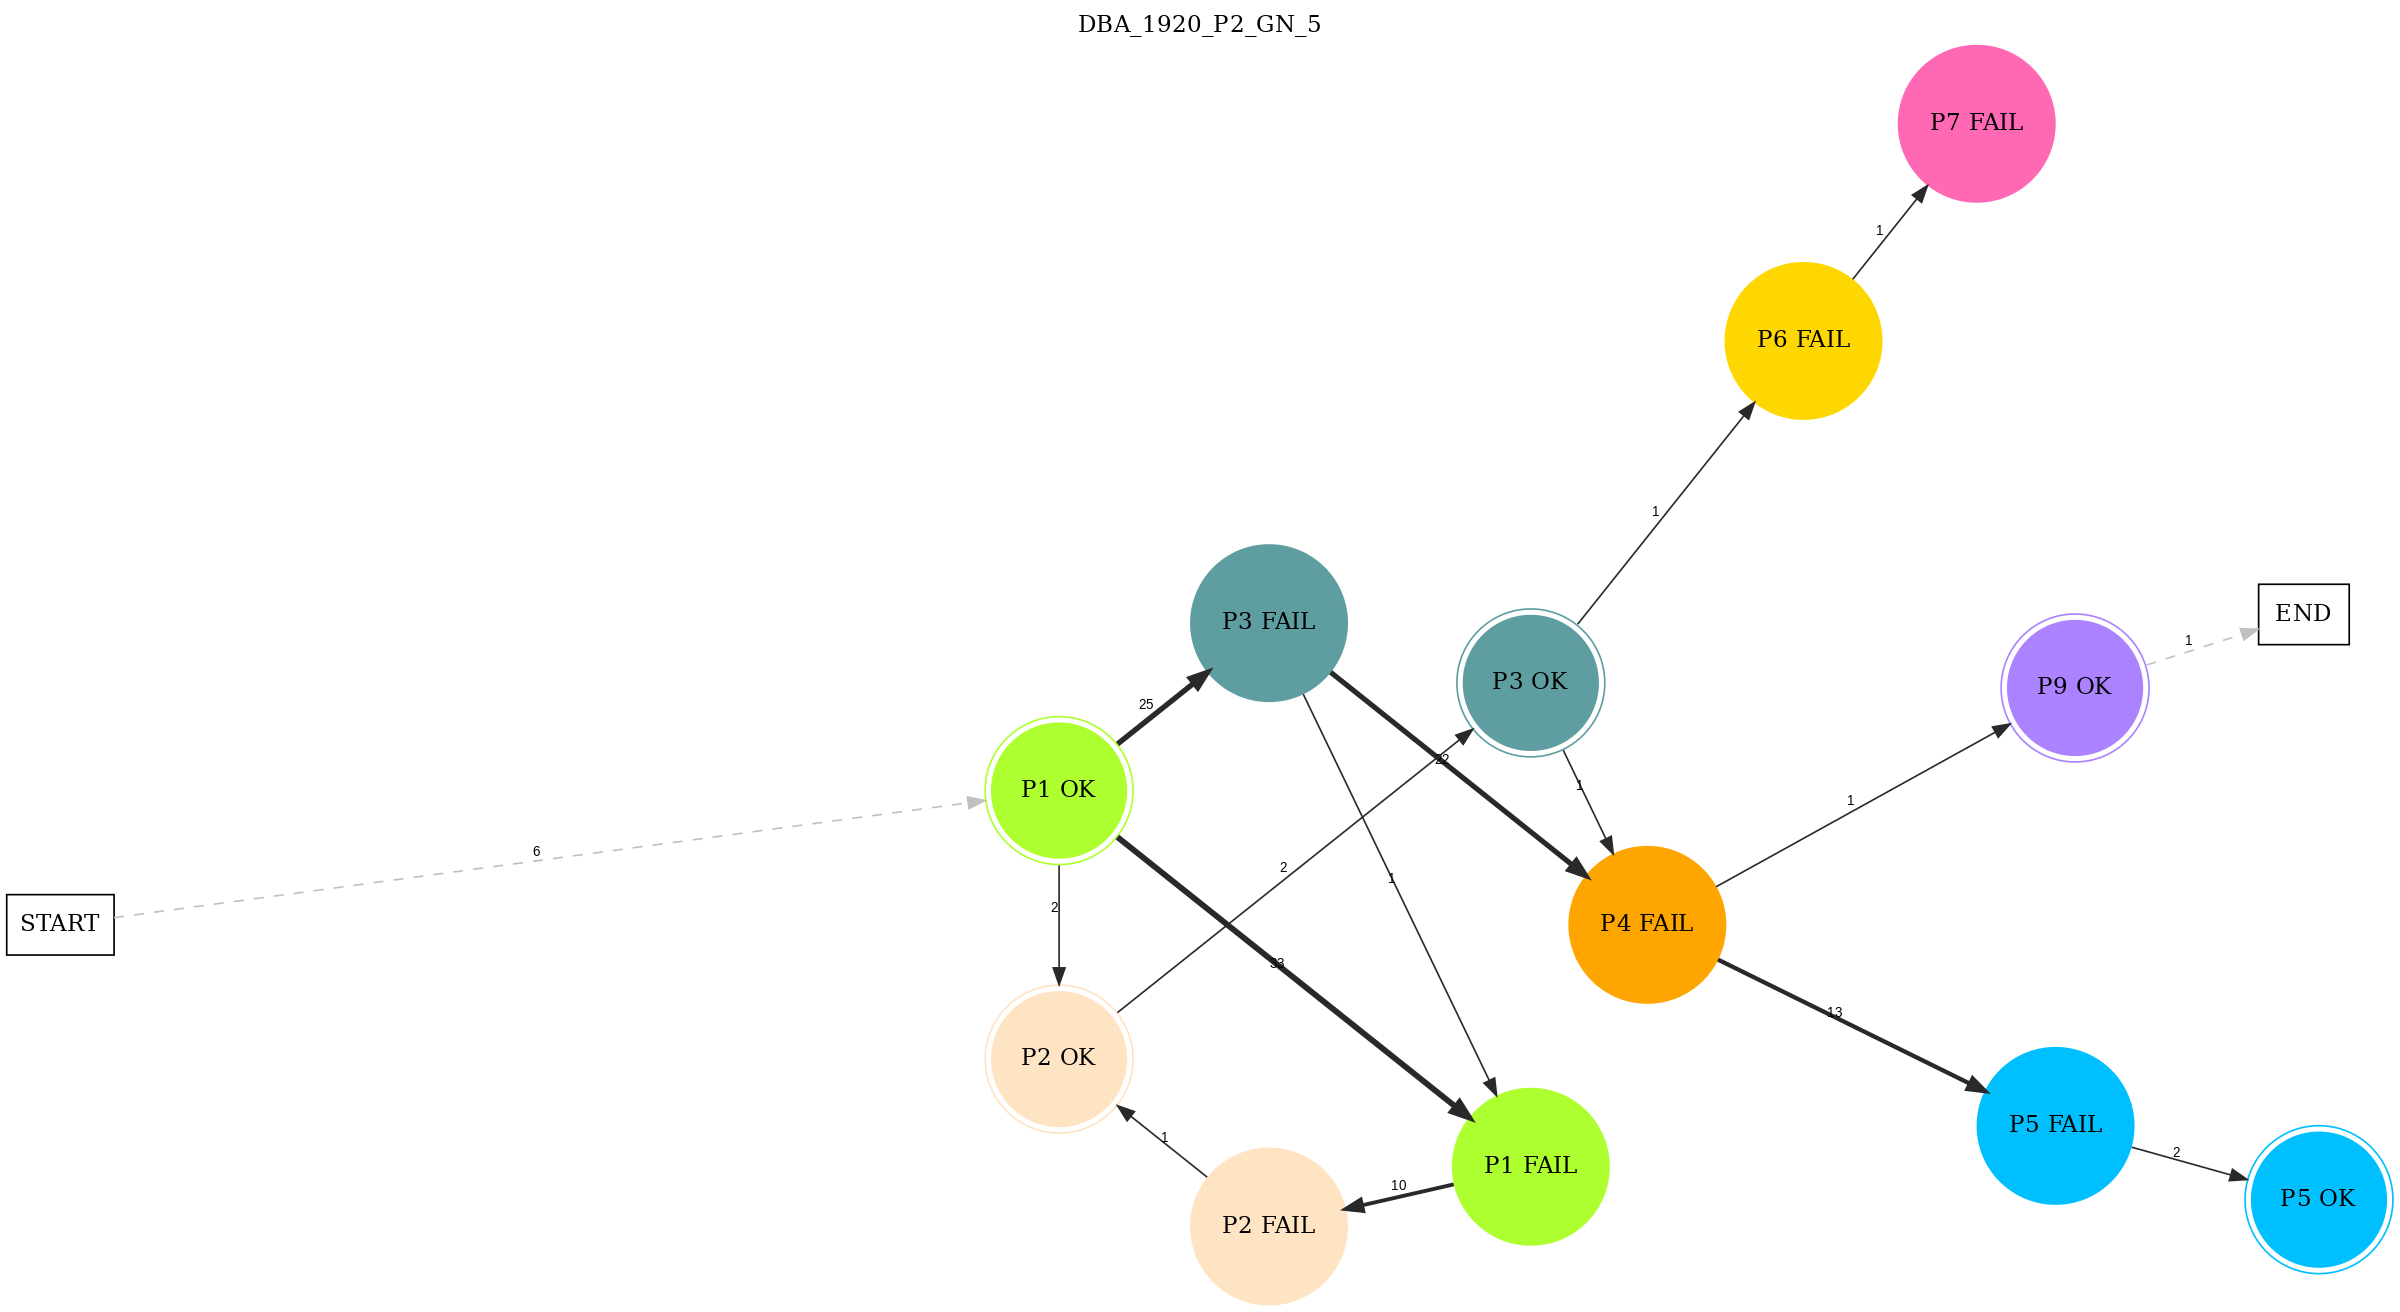 DBA_1920_P2_GN_5
P7 FAIL
1
P6 FAIL
1
P3 FAIL
P3 OK
P9 OK
1
END
25
P1 OK
22
1
1
6
2
1
START
2
33
P4 FAIL
13
P2 OK
1
P1 FAIL
10
P2 FAIL
P5 FAIL
2
P5 OK